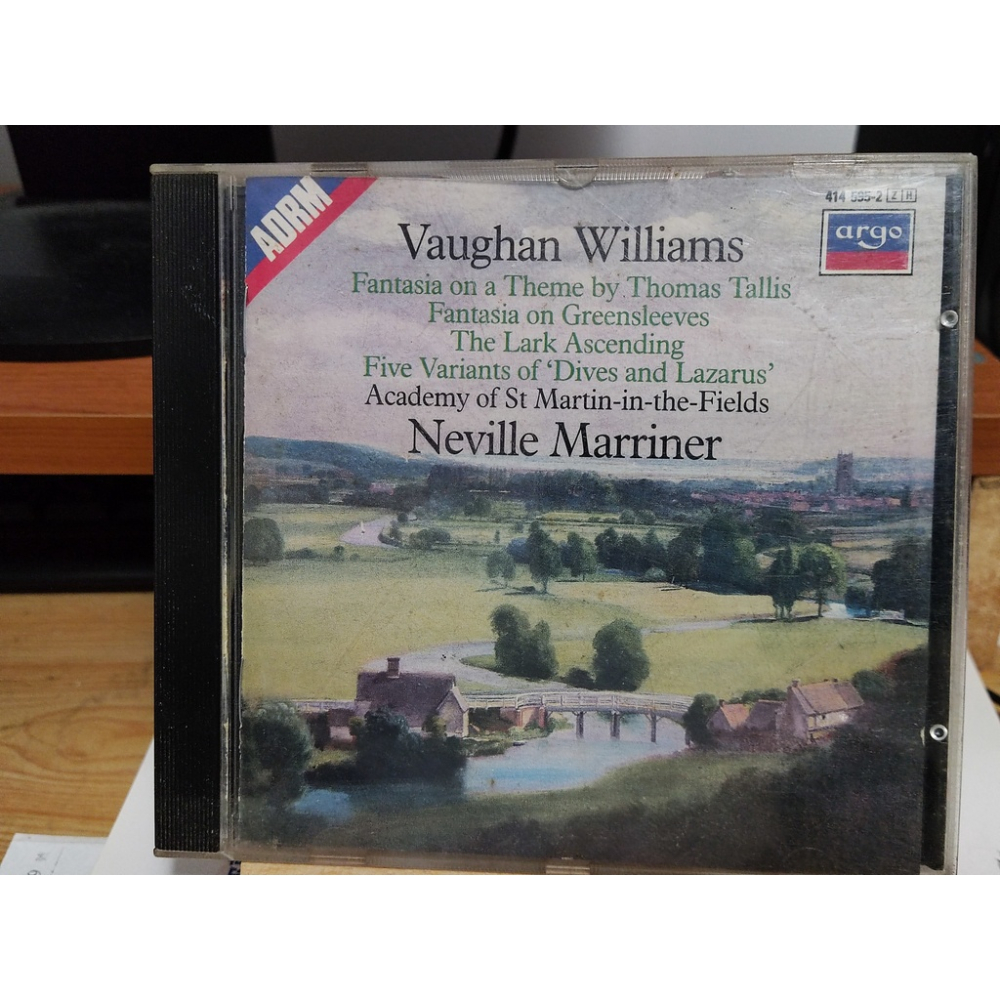 ADRM
414 595-2 Z H
argo
Vaughan Williams
Fantasia on a Theme by Thomas Tallis
Fantasia on Greensleeves
The Lark Ascending
Five Variants of ‘Dives and Lazarus’
Academy of St Martin-in-the-Fields
Neville Marriner